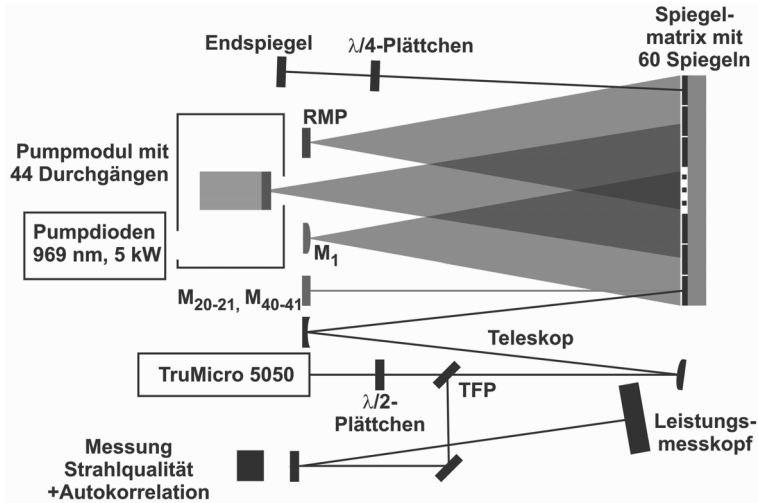 Endspiegel
λ/4-Plättchen
Spiegel-
matrix mit
60 Spiegeln
RMP
Pumpmodul mit
44 Durchgängen
Pumpdioden
969 nm, 5 kW
M1
M20-21, M40-41
Teleskop
TruMicro 5050
λ/2-
Plättchen
TFP
Leistungs-
messkopf
Messung
Strahlqualität
+Autokorrelation